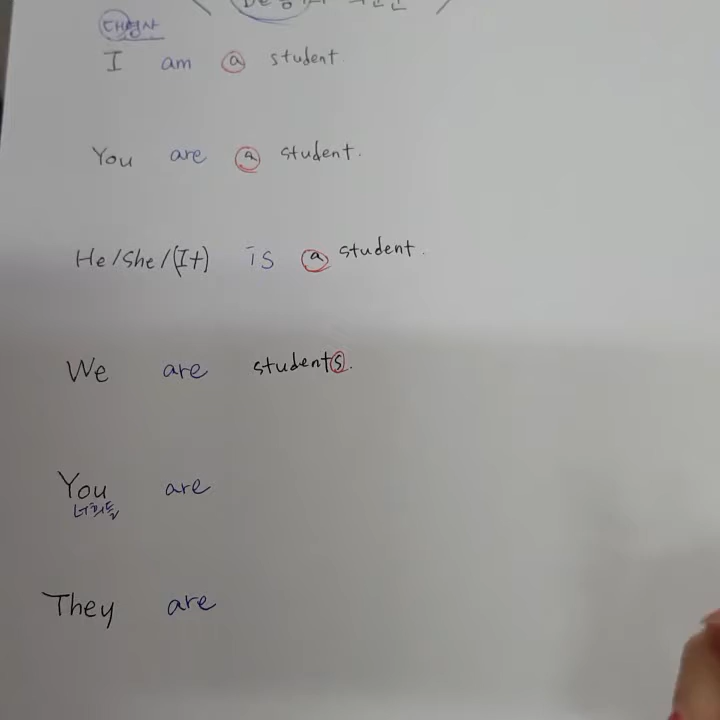 대명사
I am a student.
You are a student.
He/she/(It) is a student.
We are students.
You are
너희들
They are